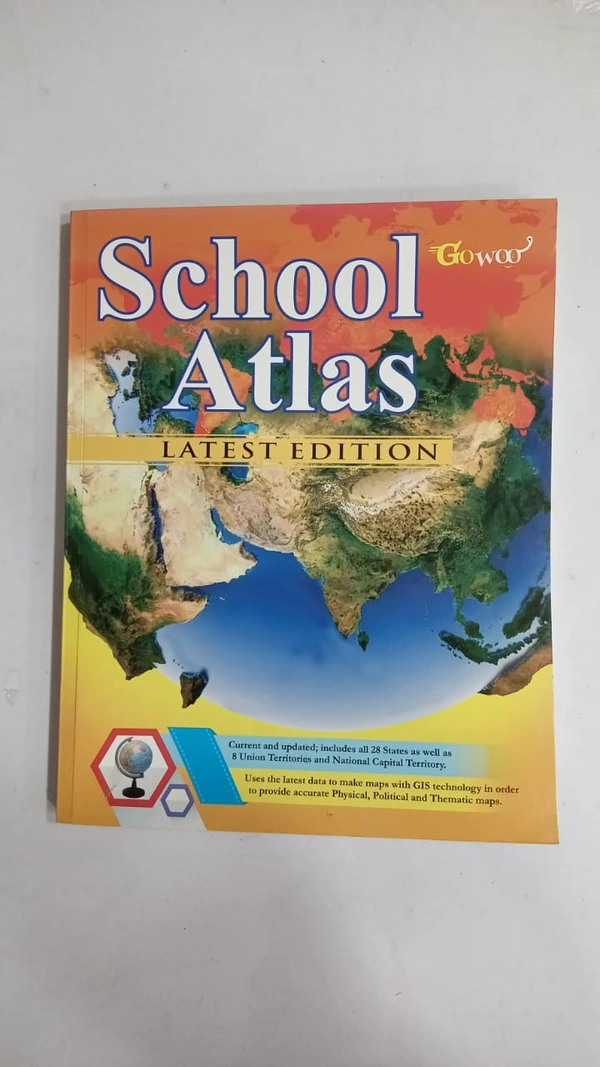 School
Gowoo
Atlas
LATEST EDITION
Current and updated; includes all 28 States as well as
8 Union Territories and National Capital Territory.
Uses the latest data to make maps with GIS technology in order
to provide accurate Physical, Political and Thematic maps.